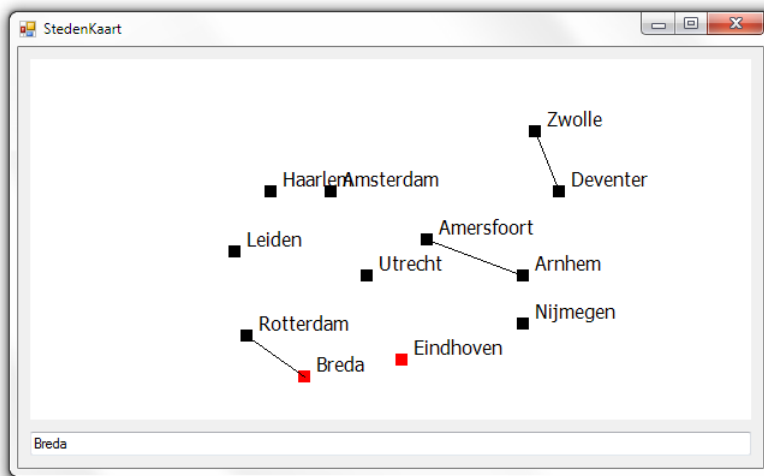 StedenKaart
Zwolle
Haarlem
Amsterdam
Deventer
Amersfoort
Leiden
Utrecht
Arnhem
Nijmegen
Rotterdam
Eindhoven
Breda
Breda